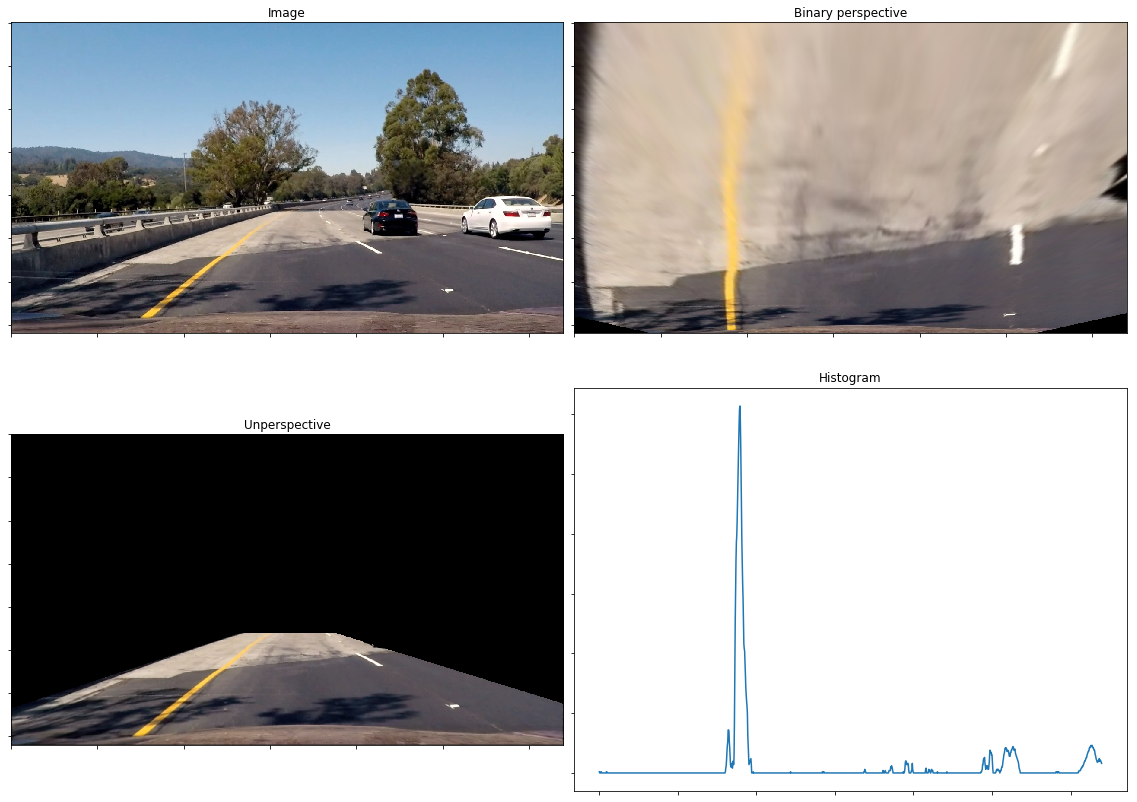 Image
Binary perspective
Unperspective
Histogram